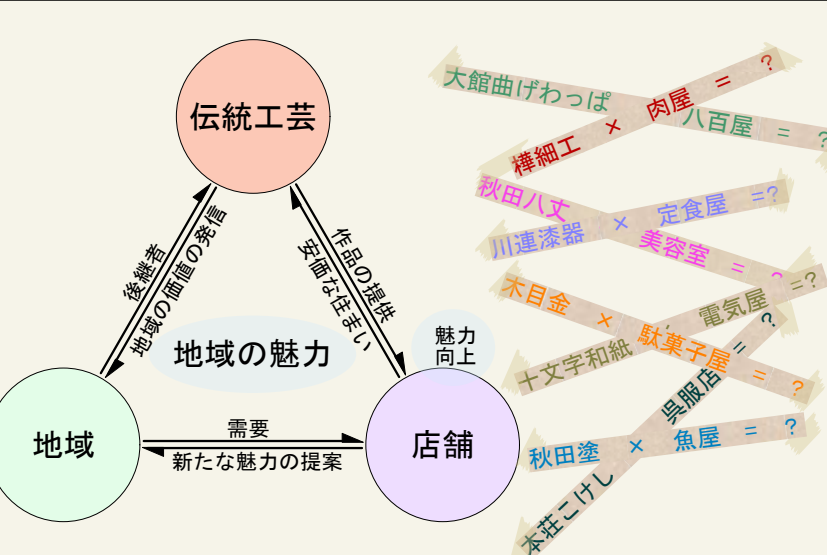 伝統工芸
後継者
地域の価値の発信
作品の提供
安価な住まい
地域の魅力
魅力
向上
地域
需要
新たな魅力の提案
店舗
大館曲げわっぱ 八百屋 = ?
樺細工 × 肉屋 = ?
秋田八丈 美容室 = ?
川連漆器 × 定食屋 =?
木目金 × 駄菓子屋 = ?
十文字和紙 電気屋 =?
秋田塗 × 魚屋 = ?
本荘こけし 呉服店 = ?